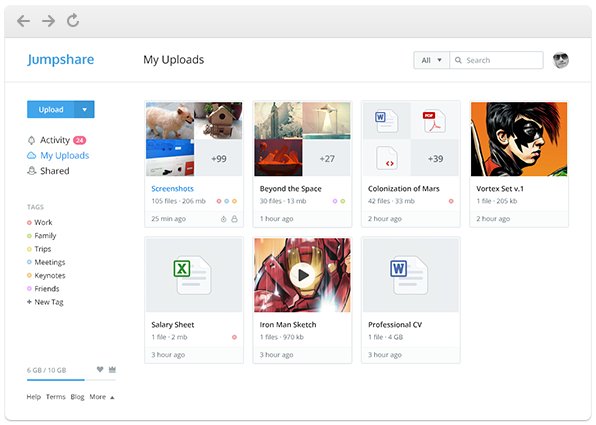 Jumpshare
My Uploads
All
Search
Upload
Activity 24
My Uploads
Shared
TAGS
Work
Family
Trips
Meetings
Keynotes
Friends
+ New Tag
6 GB / 10 GB
Help Terms Blog More
+99
Screenshots
105 files · 206 mb
25 min ago
+27
Beyond the Space
30 files · 13 mb
1 hour ago
W
PDF
+39
Colonization of Mars
42 files · 33 mb
2 hour ago
Vortex Set v.1
1 file · 205 kb
2 hour ago
X
Salary Sheet
1 file · 2 mb
3 hour ago
Iron Man Sketch
1 files · 970 kb
3 hour ago
W
Professional CV
1 file · 4 GB
3 hour ago